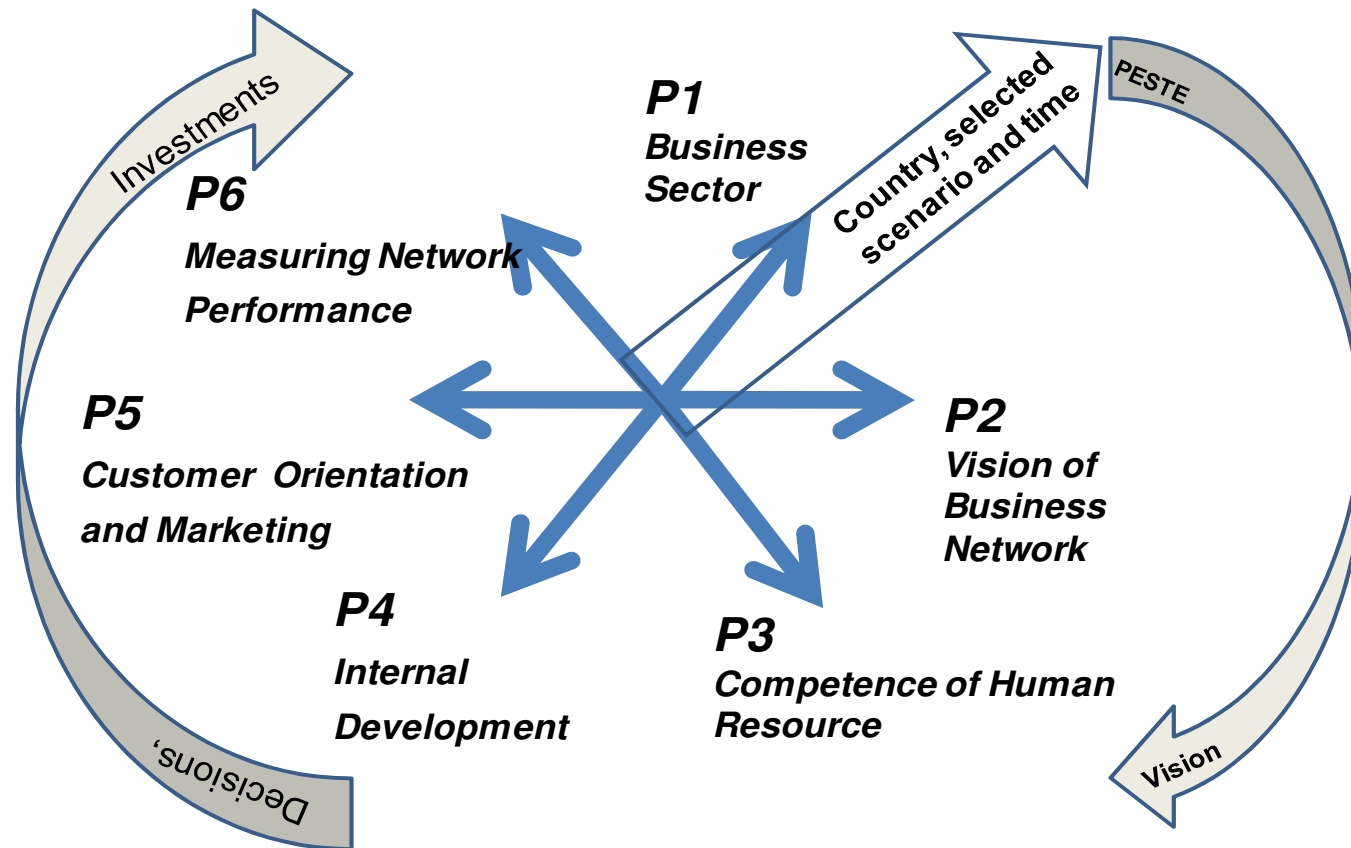 Investments
P6
Measuring Network
Performance
P1
Business
Sector
Country, selected
scenario and time
PESTE
P5
Customer Orientation
and Marketing
P2
Vision of
Business
Network
P4
Internal
Development
P3
Competence of Human
Resource
Decisions,
Vision